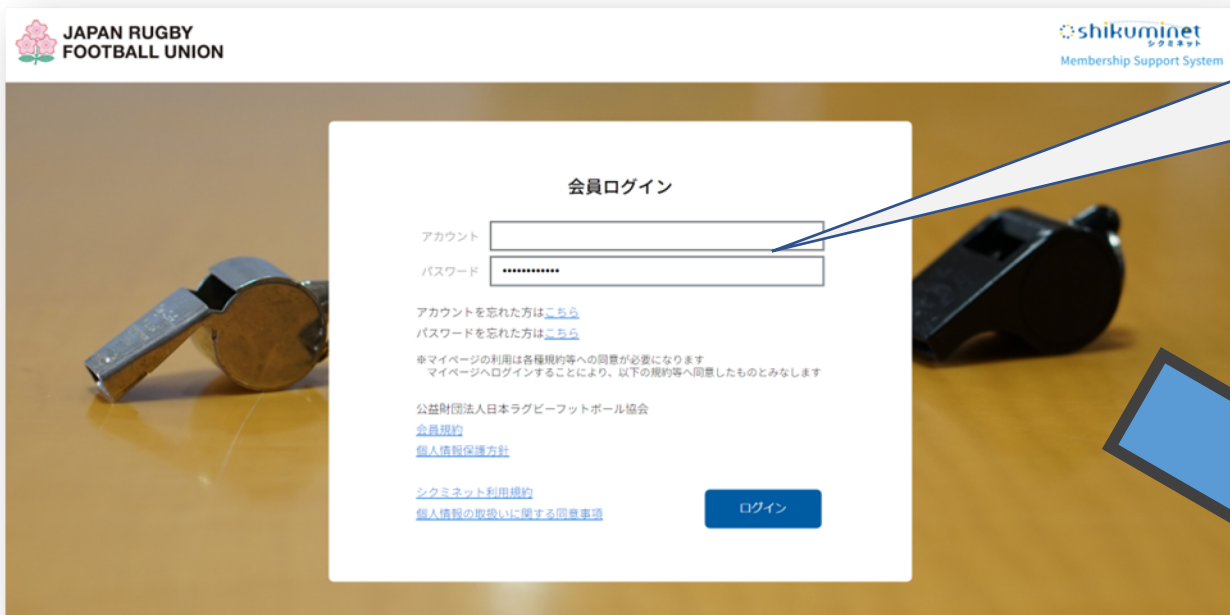 JAPAN RUGBY
FOOTBALL UNION
shikuminet
シクミネット
Membership Support System
会員ログイン
アカウント
パスワード ••••••••••••
アカウントを忘れた方はこちら
パスワードを忘れた方はこちら
※マイページの利用は各種規約等への同意が必要になります
マイページへログインすることにより、以下の規約等へ同意したものとみなします
公益財団法人日本ラグビーフットボール協会
会員規約
個人情報保護方針
シクミネット利用規約
個人情報の取扱いに関する同意事項
ログイン